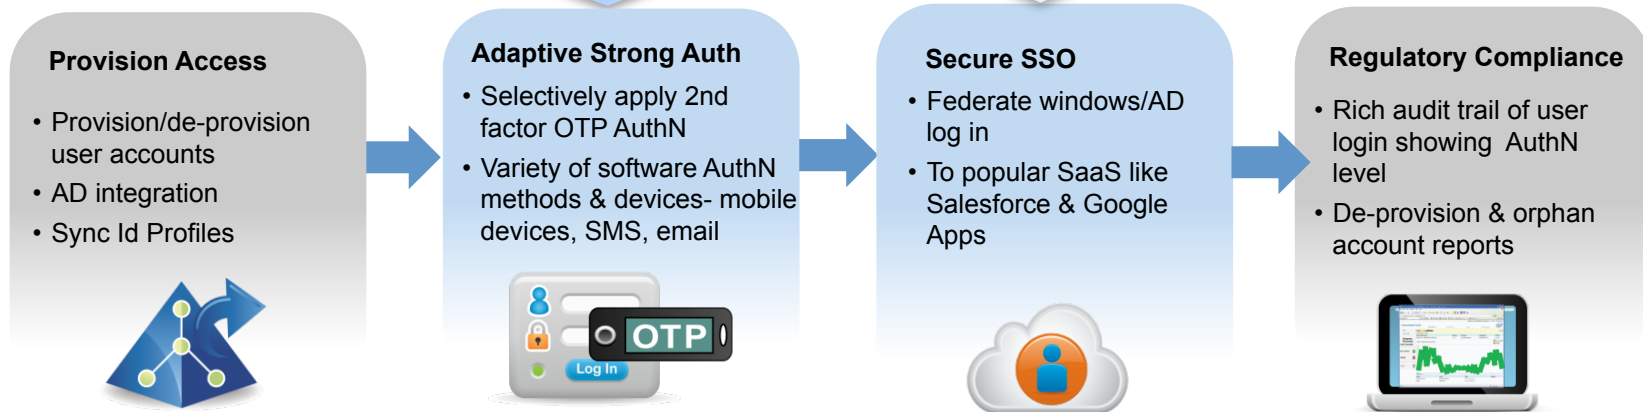 Provision Access
• Provision/de-provision
user accounts
• AD integration
• Sync Id Profiles
Adaptive Strong Auth
• Selectively apply 2nd
factor OTP AuthN
• Variety of software AuthN
methods & devices- mobile
devices, SMS, email
OTP
Log In
Secure SSO
• Federate windows/AD
log in
• To popular SaaS like
Salesforce & Google
Apps
Regulatory Compliance
• Rich audit trail of user
login showing AuthN
level
• De-provision & orphan
account reports